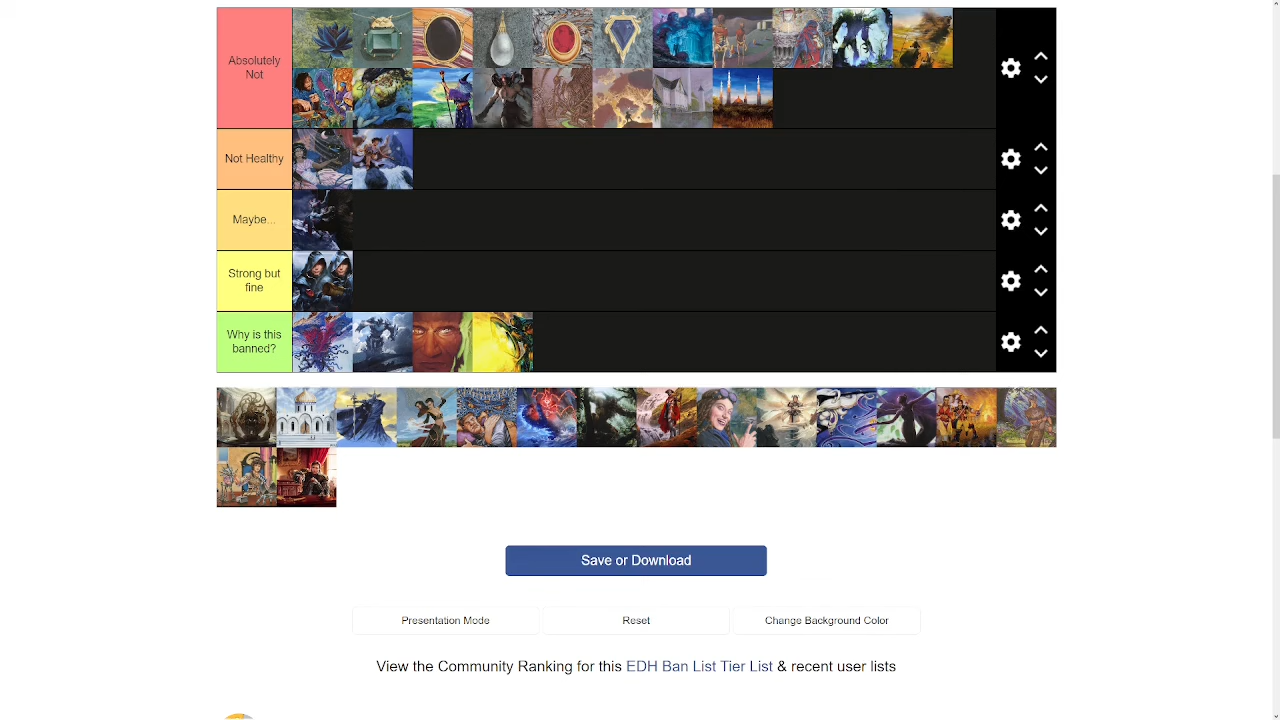 Absolutely
Not
Not Healthy
Maybe...
Strong but
fine
Why is this
banned?
Save or Download
Presentation Mode
Reset
Change Background Color
View the Community Ranking for this EDH Ban List Tier List & recent user lists